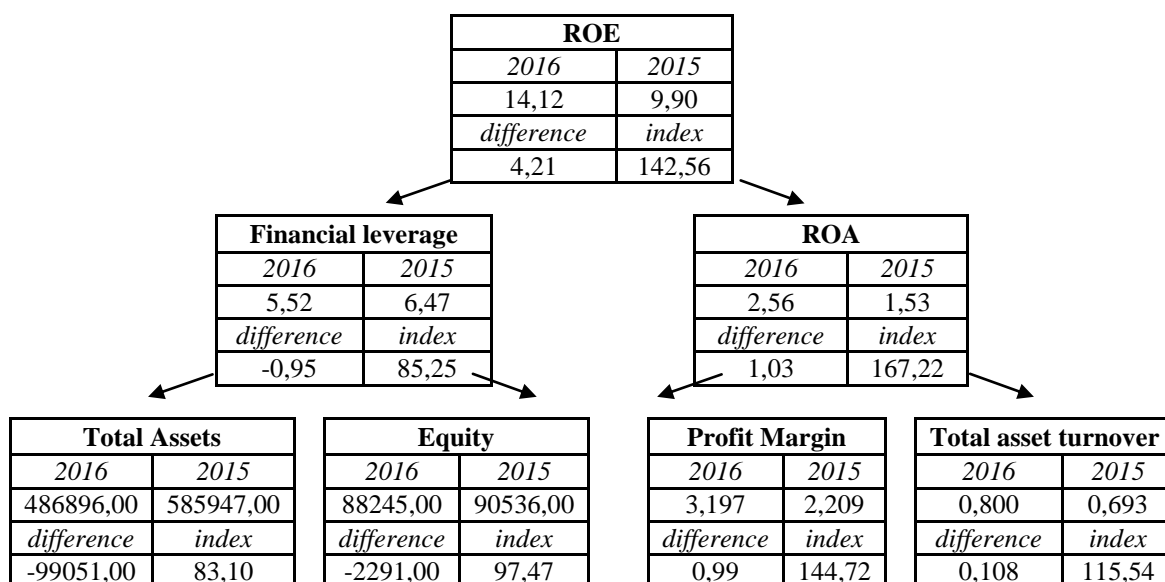 ROE
2016 2015
14,12 9,90
difference index
4,21 142,56
Financial leverage
2016 2015
5,52 6,47
difference index
-0,95 85,25
ROA
2016 2015
2,56 1,53
difference index
1,03 167,22
Total Assets
2016 2015
486896,00 585947,00
difference index
-99051,00 83,10
Equity
2016 2015
88245,00 90536,00
difference index
-2291,00 97,47
Profit Margin
2016 2015
3,197 2,209
difference index
0,99 144,72
Total asset turnover
2016 2015
0,800 0,693
difference index
0,108 115,54